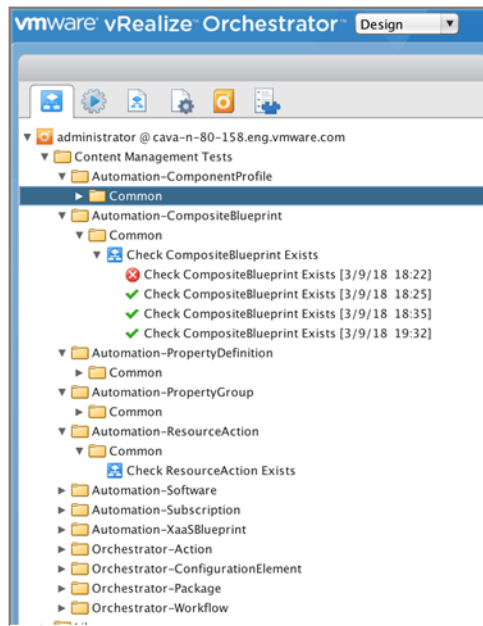 vmware vRealize™ Orchestrator™ Design
administrator @ cava-n-80-158.eng.vmware.com
Content Management Tests
Automation-ComponentProfile
Common
Automation-CompositeBlueprint
Common
Check CompositeBlueprint Exists
Check CompositeBlueprint Exists [3/9/18 18:22]
Check CompositeBlueprint Exists [3/9/18 18:25]
Check CompositeBlueprint Exists [3/9/18 18:35]
Check CompositeBlueprint Exists [3/9/18 19:32]
Automation-PropertyDefinition
Common
Automation-PropertyGroup
Common
Automation-ResourceAction
Common
Check ResourceAction Exists
Automation-Software
Automation-Subscription
Automation-XaaSBlueprint
Orchestrator-Action
Orchestrator-ConfigurationElement
Orchestrator-Package
Orchestrator-Workflow